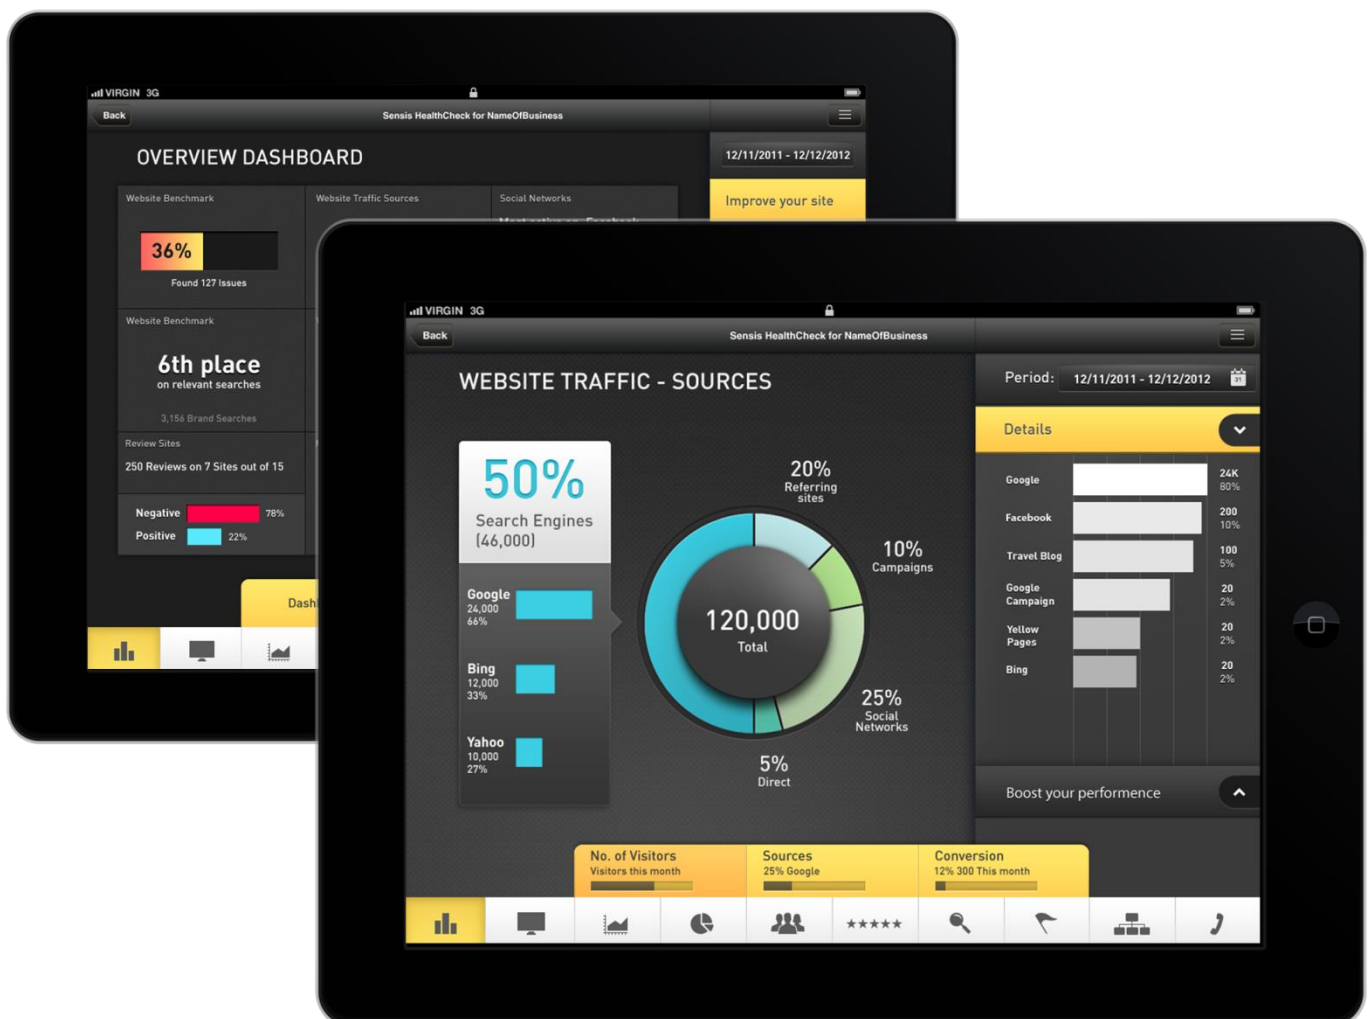 VIRGIN 3G
Back
Sensis HealthCheck for NameOfBusiness
OVERVIEW DASHBOARD
12/11/2011 - 12/12/2012
Improve your site
Website Benchmark
36%
Found 127 Issues
Website Traffic Sources
Social Networks
Most active on Facebook
Website Benchmark
6th place
on relevant searches
3,156 Brand Searches
Review Sites
250 Reviews on 7 Sites out of 15
Negative 78%
Positive 22%
VIRGIN 3G
Back
Sensis HealthCheck for NameOfBusiness
WEBSITE TRAFFIC - SOURCES
50%
Search Engines
(46,000)
Google
24,000
66%
Bing
12,000
33%
Yahoo
10,000
27%
20%
Referring
sites
10%
Campaigns
120,000
Total
25%
Social
Networks
5%
Direct
Period: 12/11/2011 - 12/12/2012
31
Details
Google
24K
80%
Facebook
200
10%
Travel Blog
100
5%
Google
Campaign
20
2%
Yellow
Pages
20
2%
Bing
20
2%
Boost your performence
No. of Visitors
Visitors this month
Sources
25% Google
Conversion
12% 300 This month